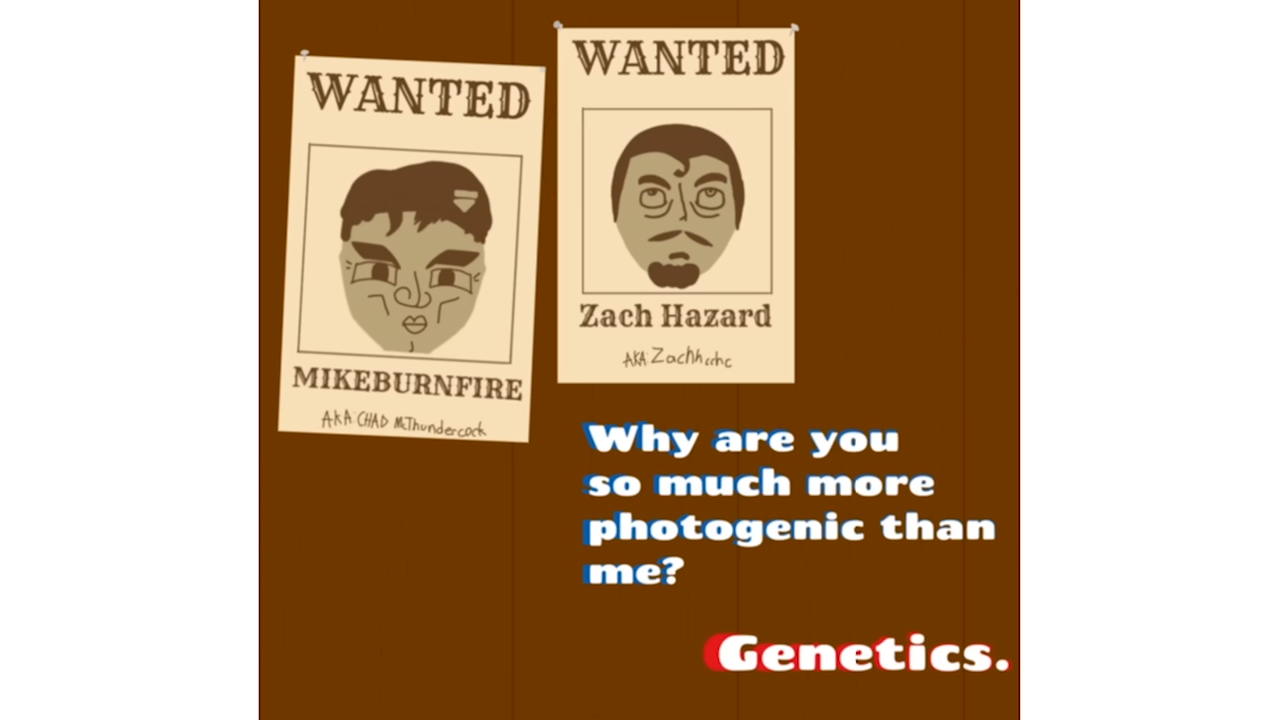 WANTED
MIKEBURNFIRE
AKA: CHAD McThundercock
WANTED
Zach Hazard
AKA: Zachhchc
Why are you
so much more
photogenic than
me?
Genetics.